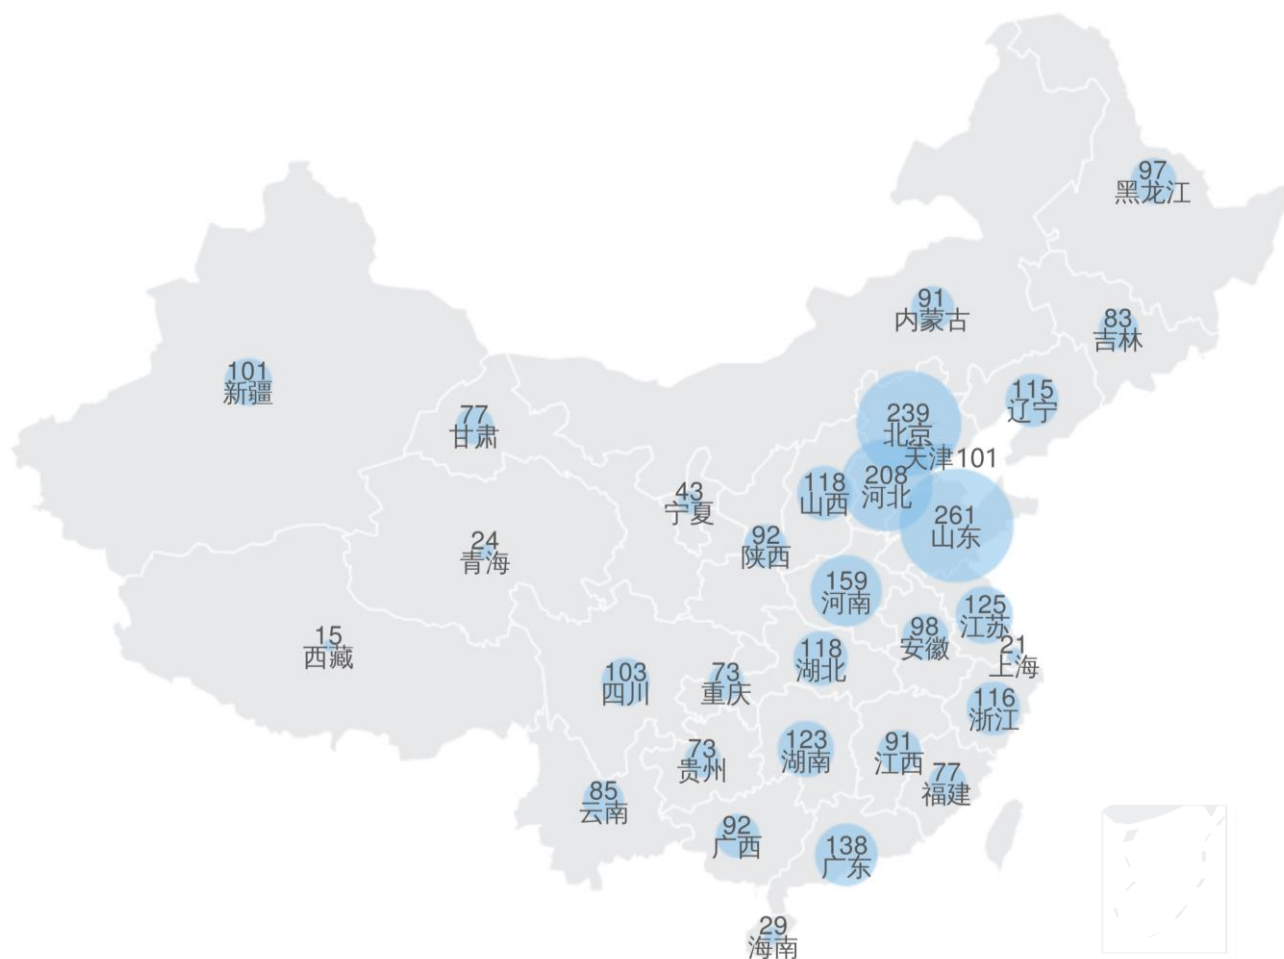 97
黑龙江
91
内蒙古
83
吉林
101
新疆
115
辽宁
77
甘肃
239
北京
天津101
208
河北
118
山西
43
宁夏
261
山东
92
陕西
24
青海
159
河南
125
江苏
98
安徽
15
西藏
21
上海
118
湖北
103
四川
73
重庆
116
浙江
123
湖南
91
江西
73
贵州
77
福建
85
云南
92
广西
138
广东
29
海南